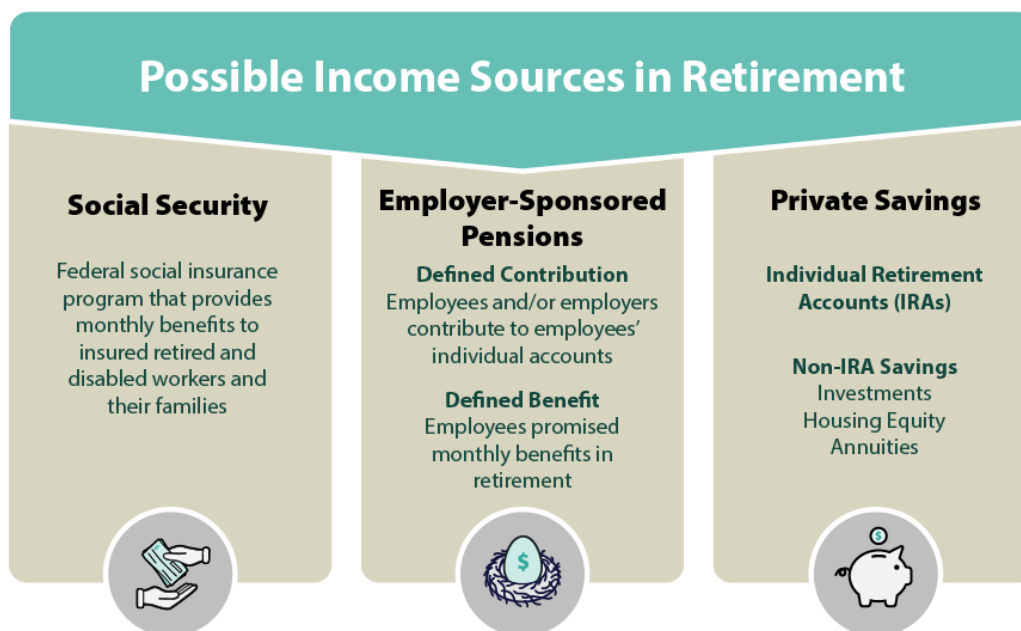 Possible Income Sources in Retirement
Social Security
Federal social insurance
program that provides
monthly benefits to
insured retired and
disabled workers and
their families
Employer-Sponsored
Pensions
Defined Contribution
Employees and/or employers
contribute to employees’
individual accounts
Defined Benefit
Employees promised
monthly benefits in
retirement
Private Savings
Individual Retirement
Accounts (IRAs)
Non-IRA Savings
Investments
Housing Equity
Annuities
$
$